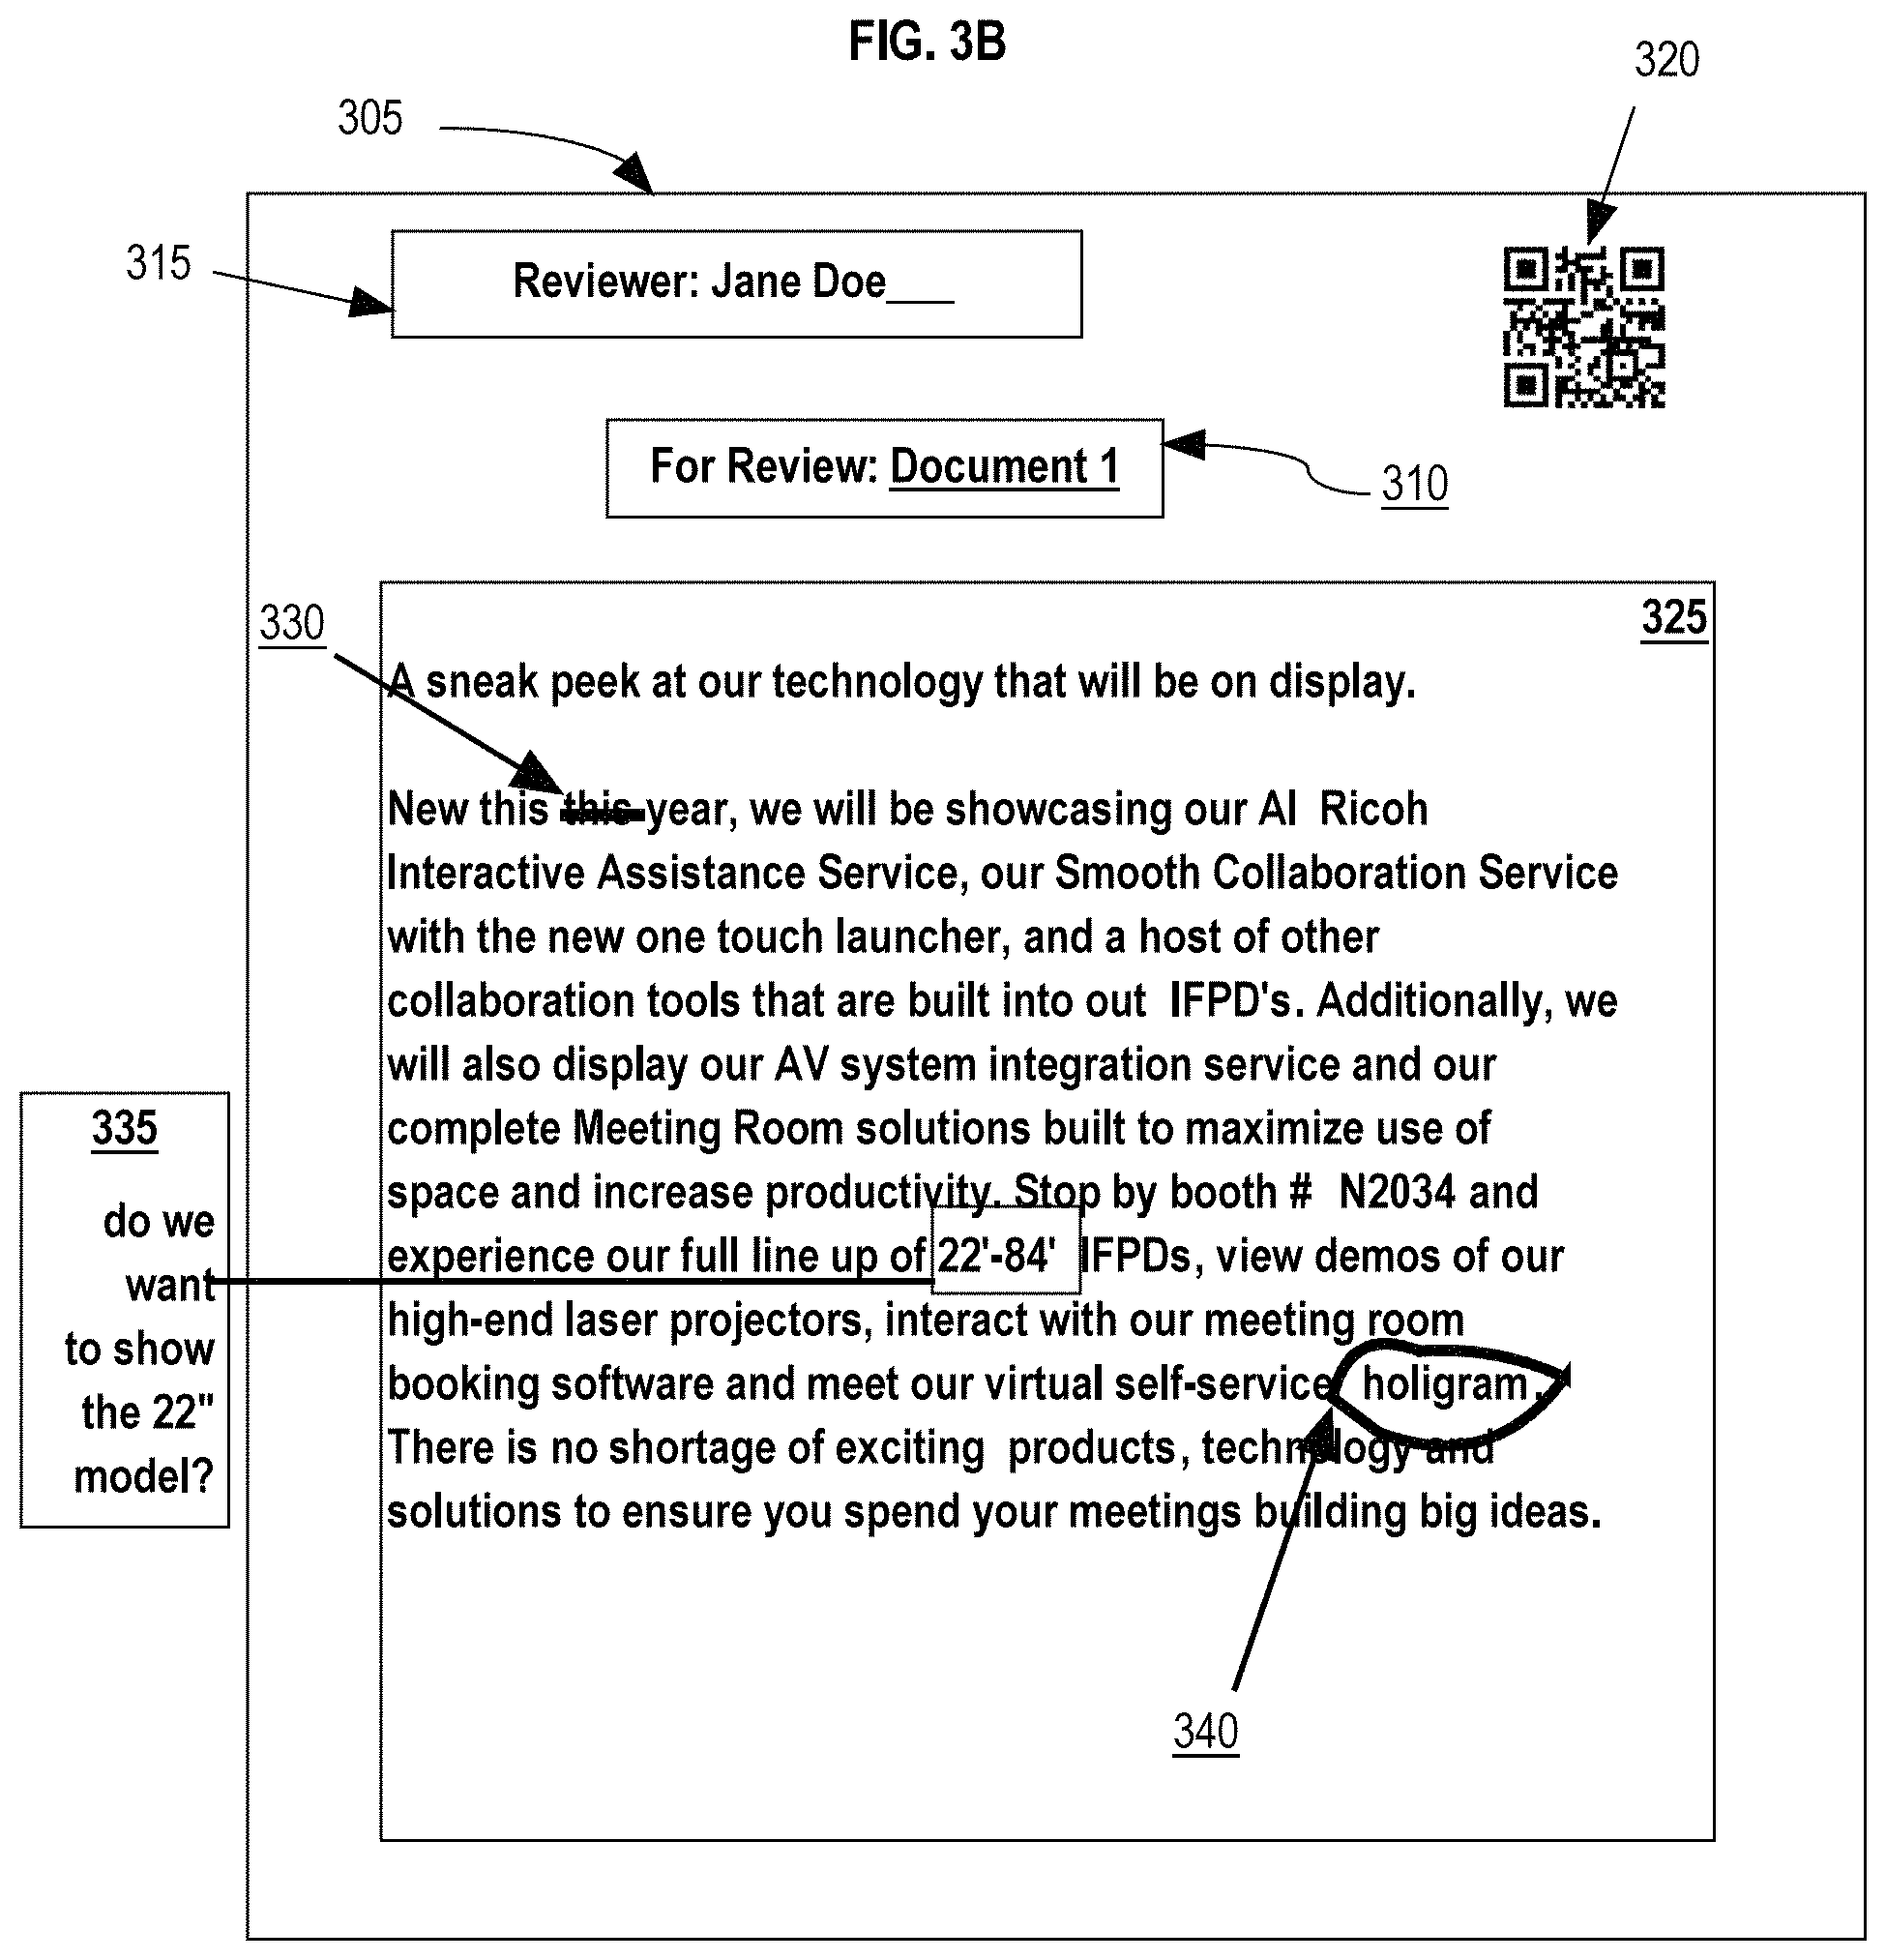 FIG. 3B
320
305
315
Reviewer: Jane Doe___
For Review: Document 1
310
330
325
A sneak peek at our technology that will be on display.
New this this year, we will be showcasing our AI Ricoh
Interactive Assistance Service, our Smooth Collaboration Service
with the new one touch launcher, and a host of other
collaboration tools that are built into out IFPD's. Additionally, we
will also display our AV system integration service and our
complete Meeting Room solutions built to maximize use of
space and increase productivity. Stop by booth # N2034 and
experience our full line up of 22'-84' IFPDs, view demos of our
high-end laser projectors, interact with our meeting room
booking software and meet our virtual self-service holigram.
There is no shortage of exciting products, technology and
solutions to ensure you spend your meetings building big ideas.
335
do we
want
to show
the 22"
model?
340